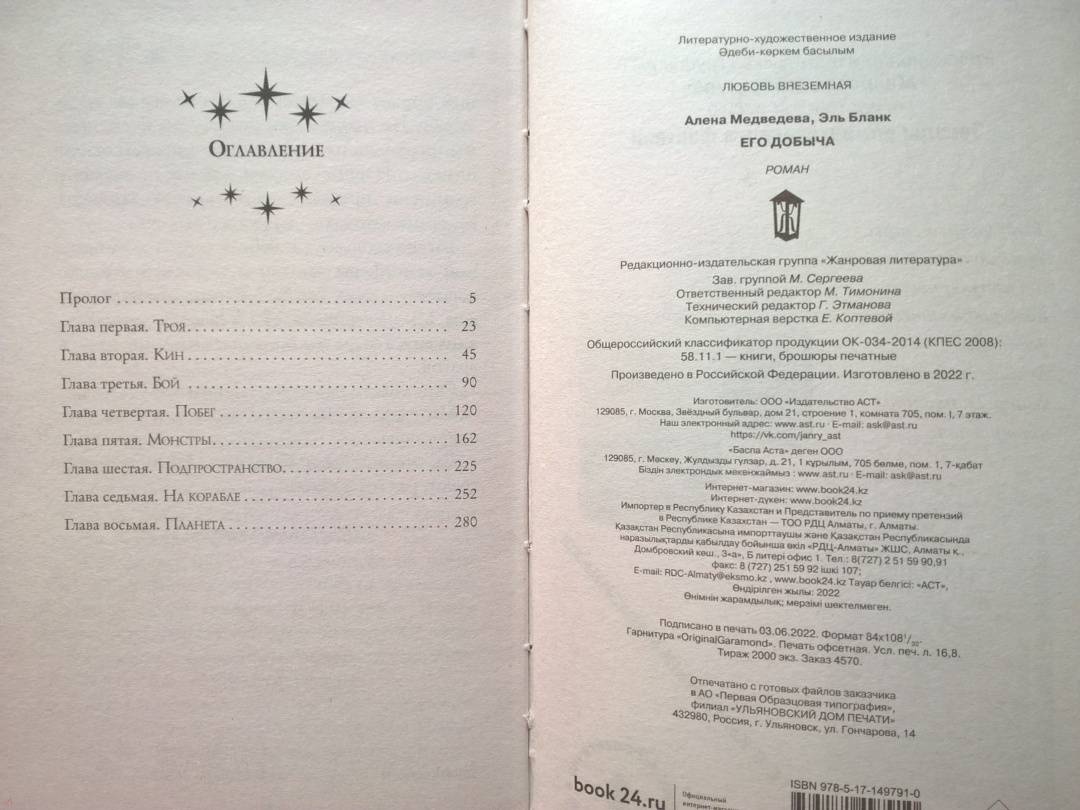 Оглавление
Пролог 5
Глава первая. Троя 23
Глава вторая. Кин 45
Глава третья. Бой 90
Глава четвертая. Побег 120
Глава пятая. Монстры 162
Глава шестая. Подпространство 225
Глава седьмая. На корабле 252
Глава восьмая. Планета 280
Литературно-художественное издание
Әдеби-көркем басылым
ЛЮБОВЬ ВНЕЗЕМНАЯ
Алена Медведева, Эль Бланк
ЕГО ДОБЫЧА
РОМАН
Редакционно-издательская группа «Жанровая литература»
Зав. группой М. Сергеева
Ответственный редактор М. Тимонина
Технический редактор Г. Этманова
Компьютерная верстка Е. Коптевой
Общероссийский классификатор продукции ОК-034-2014 (КПЕС 2008):
58.11.1 — книги, брошюры печатные
Произведено в Российской Федерации. Изготовлено в 2022 г.
Изготовитель: ООО «Издательство АСТ»
129085, г. Москва, Звёздный бульвар, дом 21, строение 1, комната 705, пом. I, 7 этаж.
Наш электронный адрес: www.ast.ru · E-mail: ask@ast.ru
https://vk.com/janry_ast
«Баспа Аста» деген ООО
129085, г. Мәскеу, Жулдызды гүлзар, д. 21, 1 құрылым, 705 бөлме, пом. 1, 7-қабат
Біздін электрондык мекенжаймыз : www.ast.ru · E-mail: ask@ast.ru
Интернет-магазин: www.book24.kz
Интернет-дүкен: www.book24.kz
Импортер в Республику Казахстан и Представитель по приему претензий
в Республике Казахстан — ТОО РДЦ Алматы, г. Алматы.
Қазақстан Республикасына импорттаушы және Қазақстан Республикасында
наразылықтарды қабылдау бойынша өкіл «РДЦ-Алматы» ЖШС, Алматы қ.,
Домбровский көш., 3«а», Б литері офис 1. Тел.: 8(727) 2 51 59 90,91
факс: 8 (727) 251 59 92 ішкі 107;
E-mail: RDC-Almaty@eksmo.kz , www.book24.kz Тауар белгісі: «АСТ»,
Өндірілген жылы: 2022
Өнімнін жарамдылық; мерзімі шектелмеген.
Подписано в печать 03.06.2022. Формат 84x108¹/₃₂.
Гарнитура «OriginalGaramond». Печать офсетная. Усл. печ. л. 16,8.
Тираж 2000 экз. Заказ 4570.
Отпечатано с готовых файлов заказчика
в АО «Первая Образцовая типография»,
филиал «УЛЬЯНОВСКИЙ ДОМ ПЕЧАТИ»
432980, Россия, г. Ульяновск, ул. Гончарова, 14
book 24.ru
Официальный
ISBN 978-5-17-149791-0